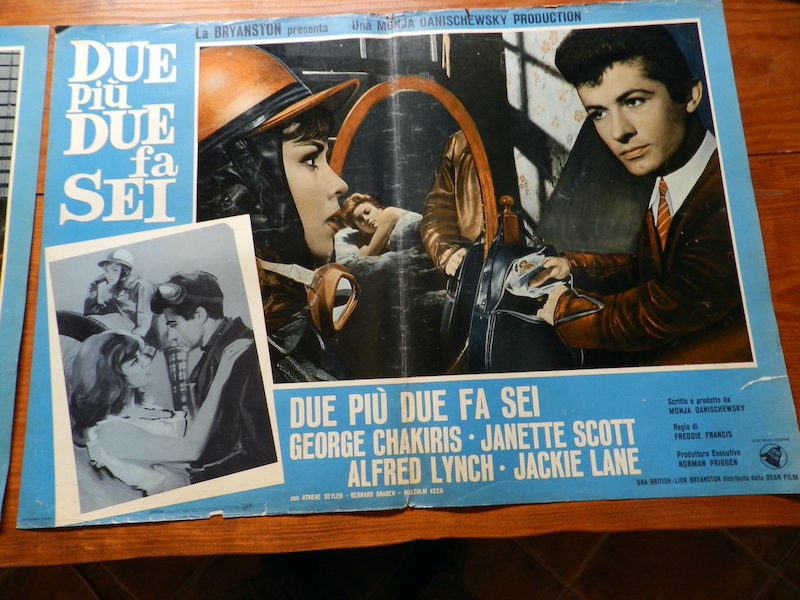 La BRYANSTON presenta Una MONJA DANISCHEWSKY PRODUCTION
DUE
più
DUE
fa
SEI
DUE PIÙ DUE FA SEI
GEORGE CHAKIRIS · JANETTE SCOTT
ALFRED LYNCH · JACKIE LANE
con ATHENE SEYLER · BERNARD BRADEN · MALCOLM KEEN
Scritto e prodotto da
MONJA DANISCHEWSKY
Regia di
FREDDIE FRANCIS
Produttore Esecutivo
NORMAN PRIGGEN
UNA BRITISH-LION BRYANSTON distribuita dalla DEAR FILM